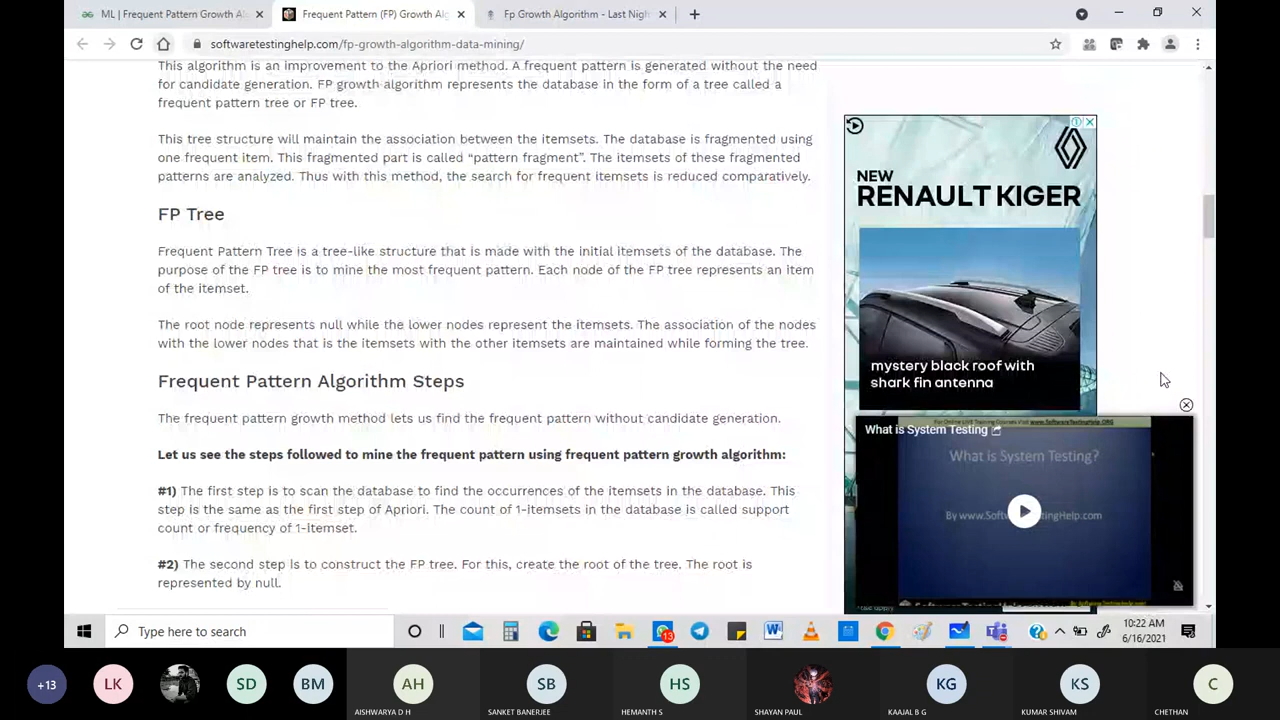 ML | Frequent Pattern Growth Al
Frequent Pattern (FP) Growth Alg
Fp Growth Algorithm - Last Nigh
softwaretestinghelp.com/fp-growth-algorithm-data-mining/
This algorithm is an improvement to the Apriori method. A frequent pattern is generated without the need
for candidate generation. FP growth algorithm represents the database in the form of a tree called a
frequent pattern tree or FP tree.
This tree structure will maintain the association between the itemsets. The database is fragmented using
one frequent item. This fragmented part is called “pattern fragment”. The itemsets of these fragmented
patterns are analyzed. Thus with this method, the search for frequent itemsets is reduced comparatively.
FP Tree
Frequent Pattern Tree is a tree-like structure that is made with the initial itemsets of the database. The
purpose of the FP tree is to mine the most frequent pattern. Each node of the FP tree represents an item
of the itemset.
The root node represents null while the lower nodes represent the itemsets. The association of the nodes
with the lower nodes that is the itemsets with the other itemsets are maintained while forming the tree.
Frequent Pattern Algorithm Steps
The frequent pattern growth method lets us find the frequent pattern without candidate generation.
Let us see the steps followed to mine the frequent pattern using frequent pattern growth algorithm:
#1) The first step is to scan the database to find the occurrences of the itemsets in the database. This
step is the same as the first step of Apriori. The count of 1-itemsets in the database is called support
count or frequency of 1-itemset.
#2) The second step is to construct the FP tree. For this, create the root of the tree. The root is
represented by null.
NEW
RENAULT KIGER
mystery black roof with
shark fin antenna
What is System Testing
What is System Testing?
Type here to search
13
10:22 AM
6/16/2021
+13
LK
SD
BM
AH
AISHWARYA D H
SB
SANKET BANERJEE
HS
HEMANTH S
SHAYAN PAUL
KG
KAAJAL B G
KS
KUMAR SHIVAM
C
CHETHAN